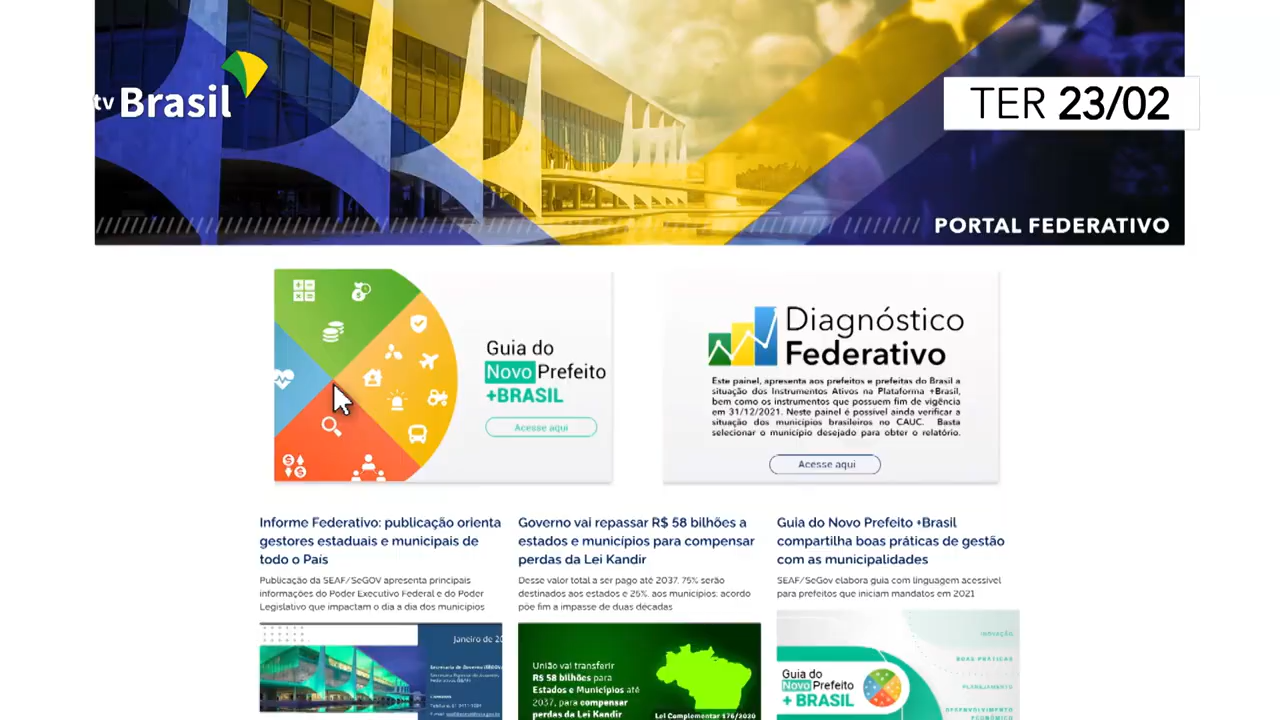 tv Brasil
TER 23/02
PORTAL FEDERATIVO
Guia do
Novo Prefeito
+BRASIL
Acesse aqui
Diagnóstico
Federativo
Este painel, apresenta aos prefeitos e prefeitas do Brasil a
situação dos Instrumentos Ativos na Plataforma +Brasil,
bem como os instrumentos que possuem fim de vigência
em 31/12/2021. Neste painel é possível ainda verificar a
situação dos municípios brasileiros no CAUC. Basta
selecionar o município desejado para obter o relatório.
Acesse aqui
Informe Federativo: publicação orienta
gestores estaduais e municipais de
todo o País
Publicação da SEAF/SeGOV apresenta principais
informações do Poder Executivo Federal e do Poder
Legislativo que impactam o dia a dia dos municípios
Janeiro de 20
Governo vai repassar R$ 58 bilhões a
estados e municípios para compensar
perdas da Lei Kandir
Desse valor total a ser pago até 2037, 75% serão
destinados aos estados e 25%, aos municípios; acordo
põe fim a impasse de duas décadas
União vai transferir
R$ 58 bilhões para
Estados e Municípios até
2037, para compensar
perdas da Lei Kandir
Lei Complementar 176/2020
Guia do Novo Prefeito +Brasil
compartilha boas práticas de gestão
com as municipalidades
SEAF/SeGov elabora guia com linguagem acessível
para prefeitos que iniciam mandatos em 2021
Guia do
Novo Prefeito
+ BRASIL
INOVAÇÃO
BOAS PRÁTICAS
PLANEJAMENTO
DESENVOLVIMENTO
ECONÔMICO